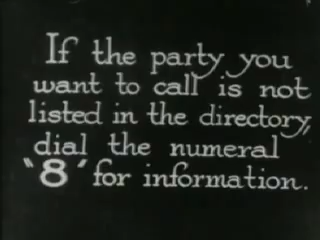 If the party you
want to call is not
listed in the directory,
dial the numeral
"8" for information.